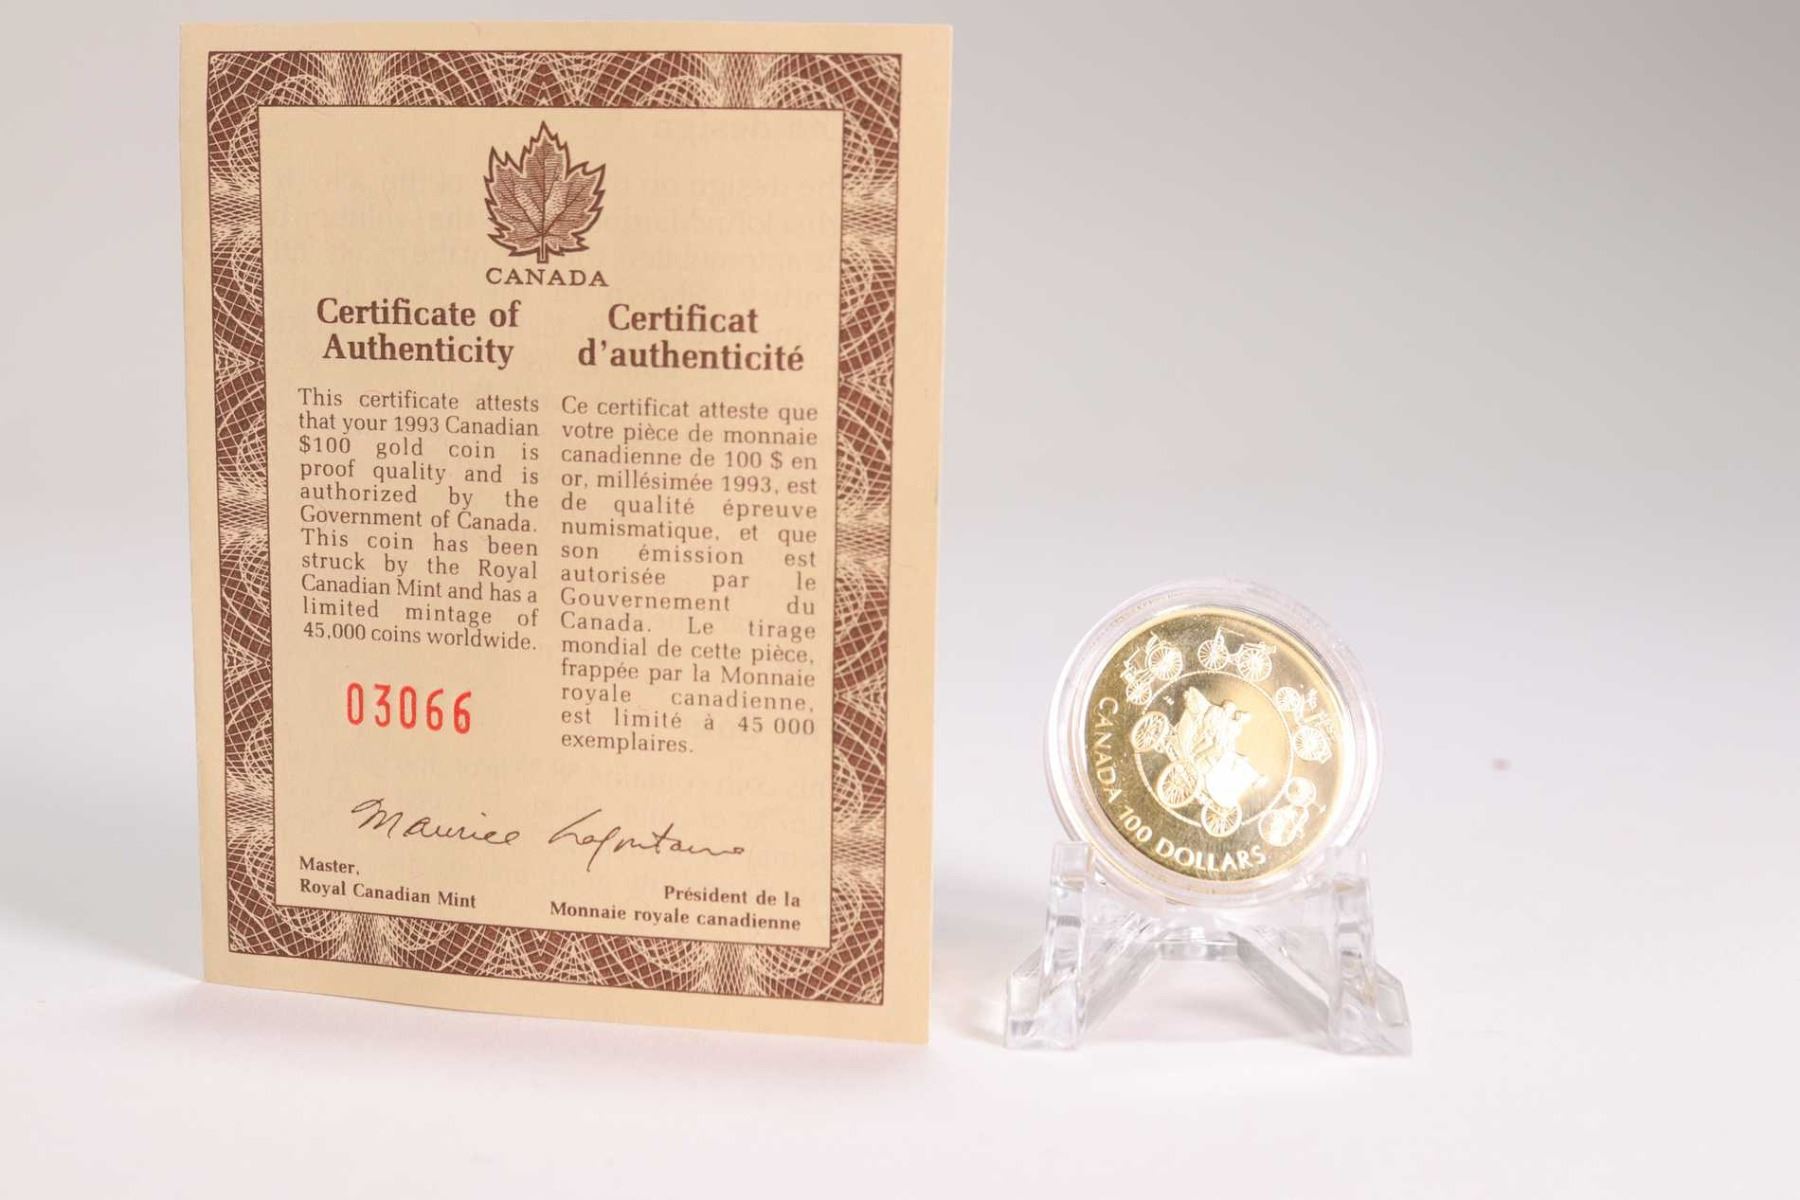 CANADA
Certificate of
Authenticity
This certificate attests
that your 1993 Canadian
$100 gold coin is
proof quality and is
authorized by the
Government of Canada.
This coin has been
struck by the Royal
Canadian Mint and has a
limited mintage of
45,000 coins worldwide.
03066
Certificat
d'authenticité
Ce certificat atteste que
votre pièce de monnaie
canadienne de 100 $ en
or, millésimée 1993, est
de qualité épreuve
numismatique, et que
son émission est
autorisée par le
Gouvernement du
Canada. Le tirage
mondial de cette pièce,
frappée par la Monnaie
royale canadienne,
est limité à 45 000
exemplaires.
Maurice Lafontaine
Master,
Royal Canadian Mint
Président de la
Monnaie royale canadienne
CANADA 100 DOLLARS